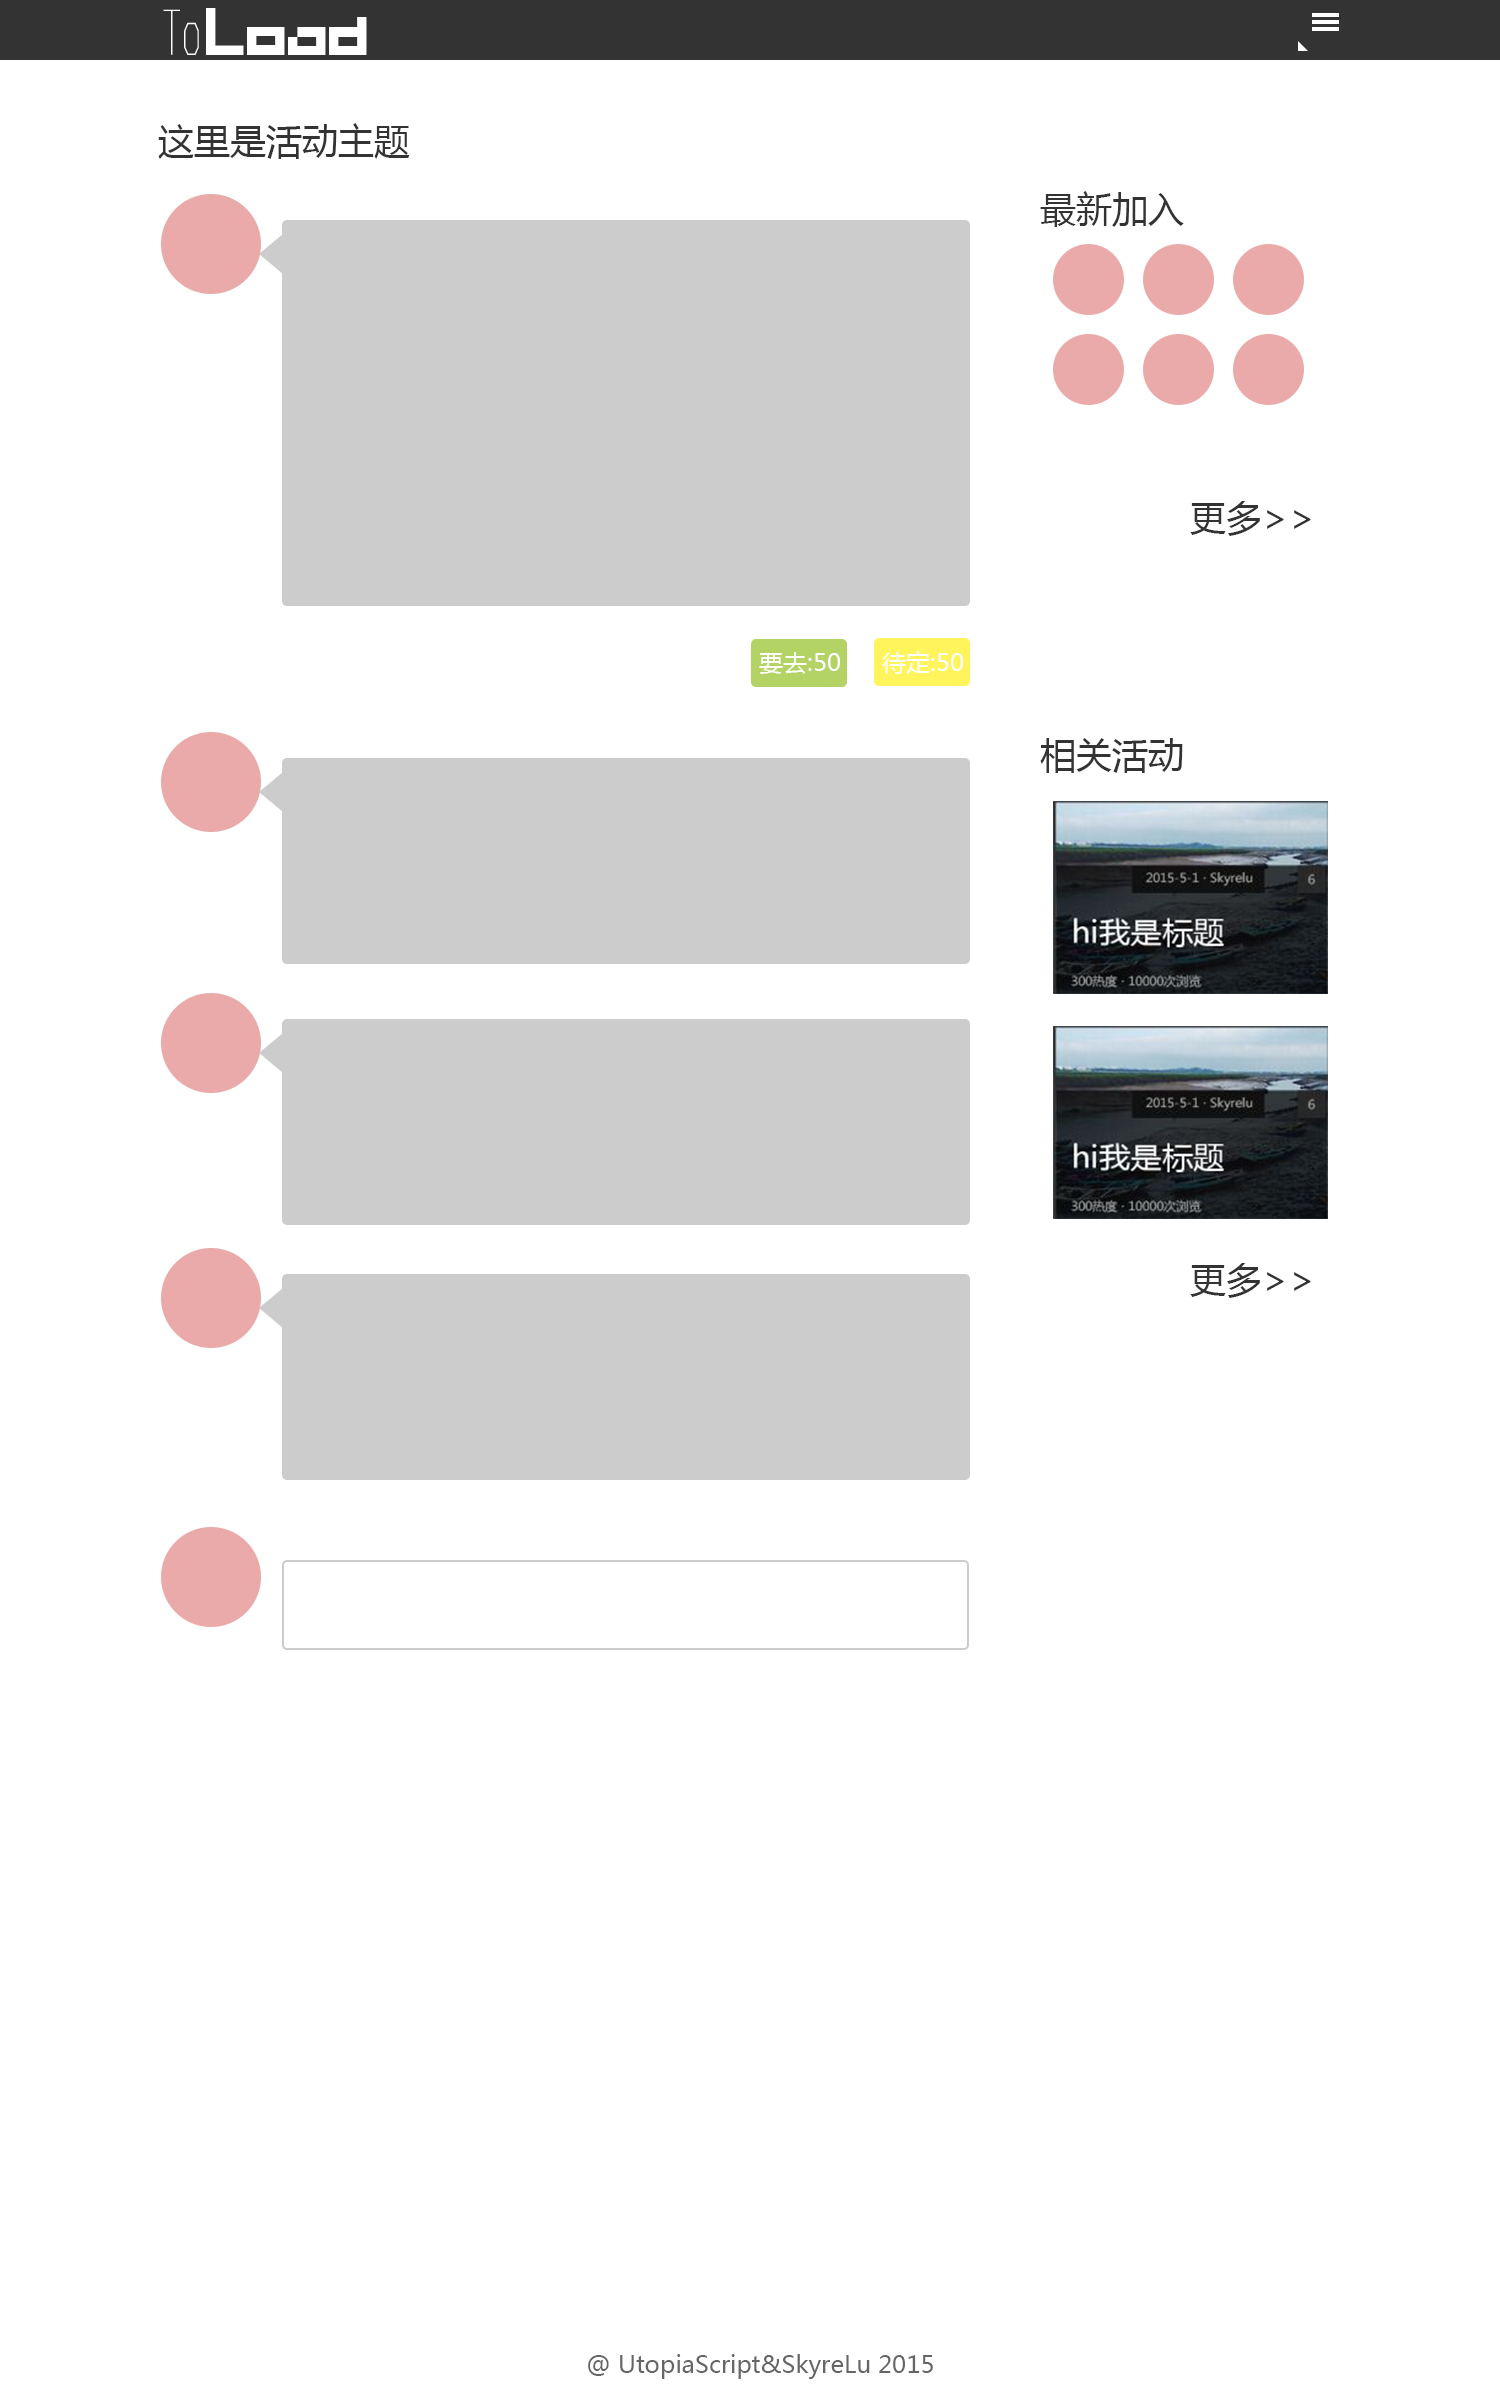 ToLoad
这里是活动主题
最新加入
更多>>
要去:50
待定:50
相关活动
2015-5-1 · Skyrelu
6
hi我是标题
300热度 · 10000次浏览
2015-5-1 · Skyrelu
6
hi我是标题
300热度 · 10000次浏览
更多>>
@ UtopiaScript&SkyreLu 2015